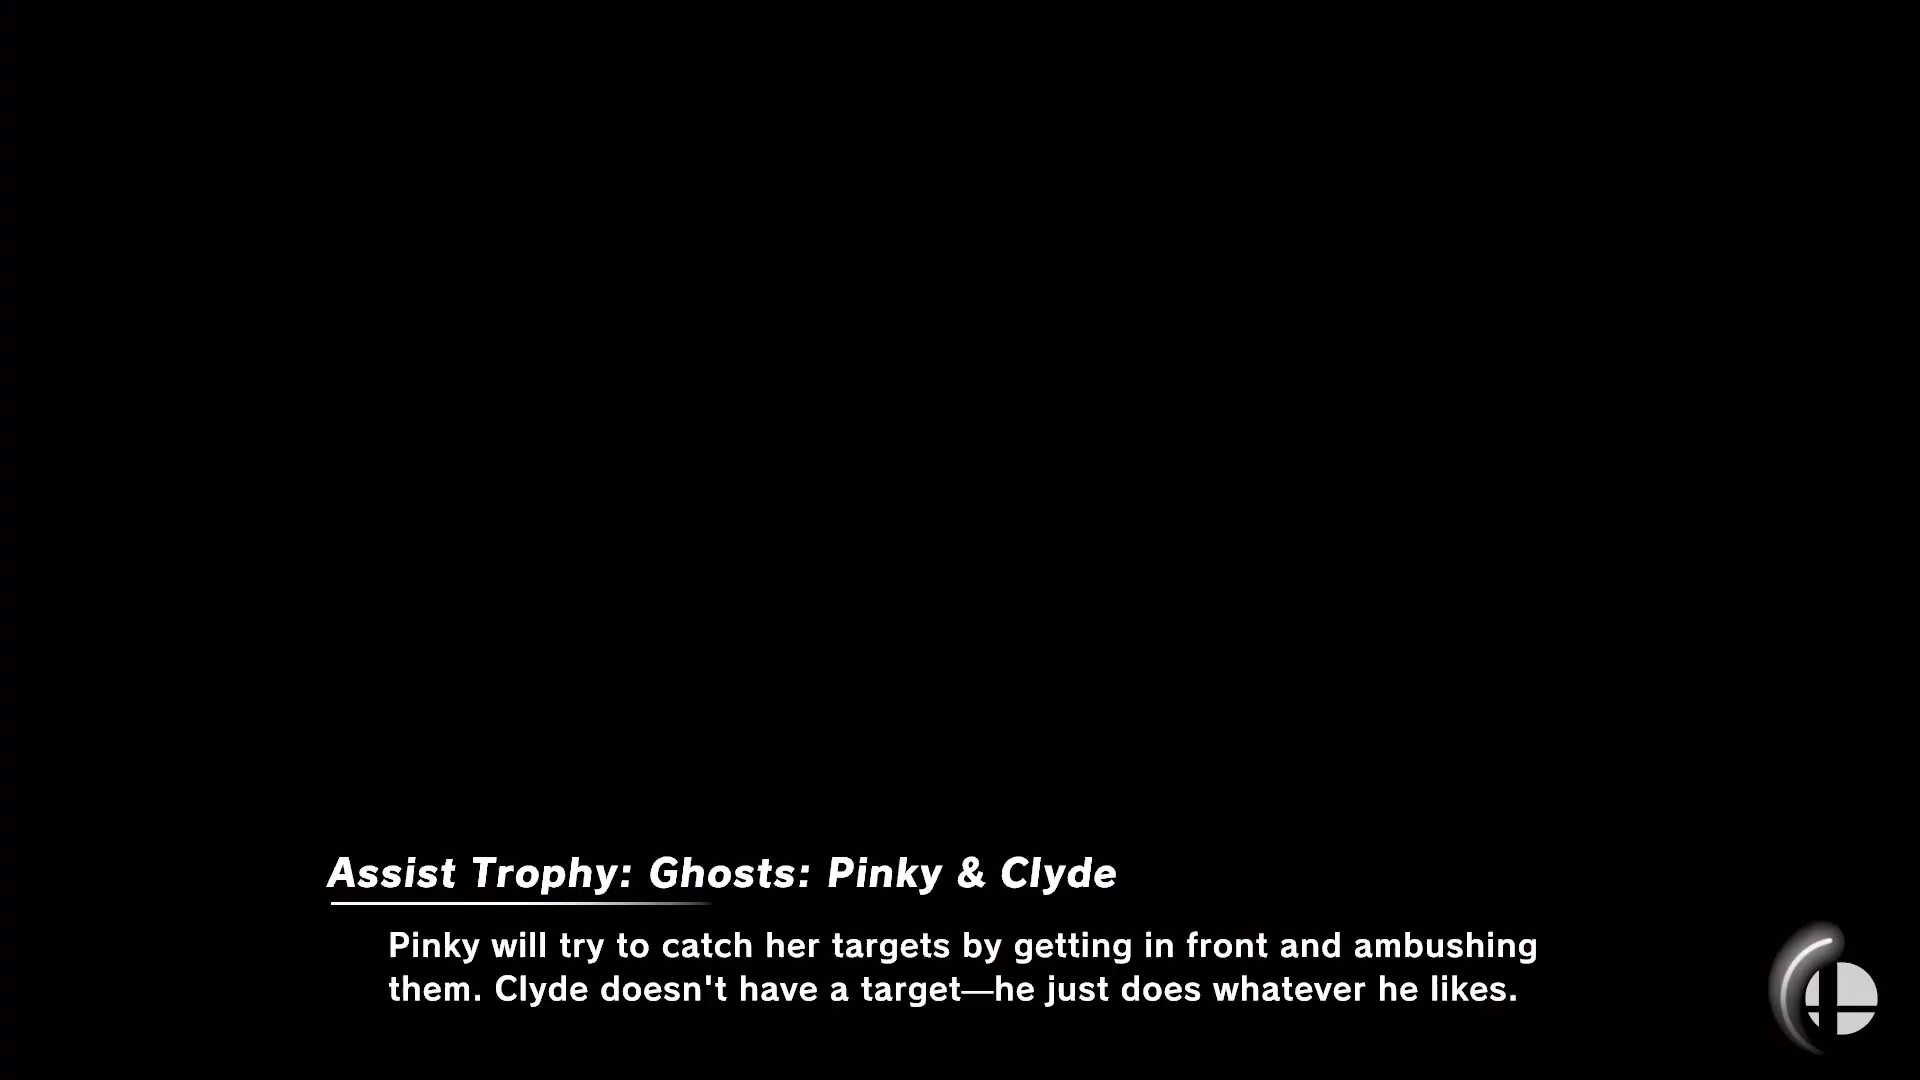 Assist Trophy: Ghosts: Pinky & Clyde
Pinky will try to catch her targets by getting in front and ambushing
them. Clyde doesn't have a target—he just does whatever he likes.